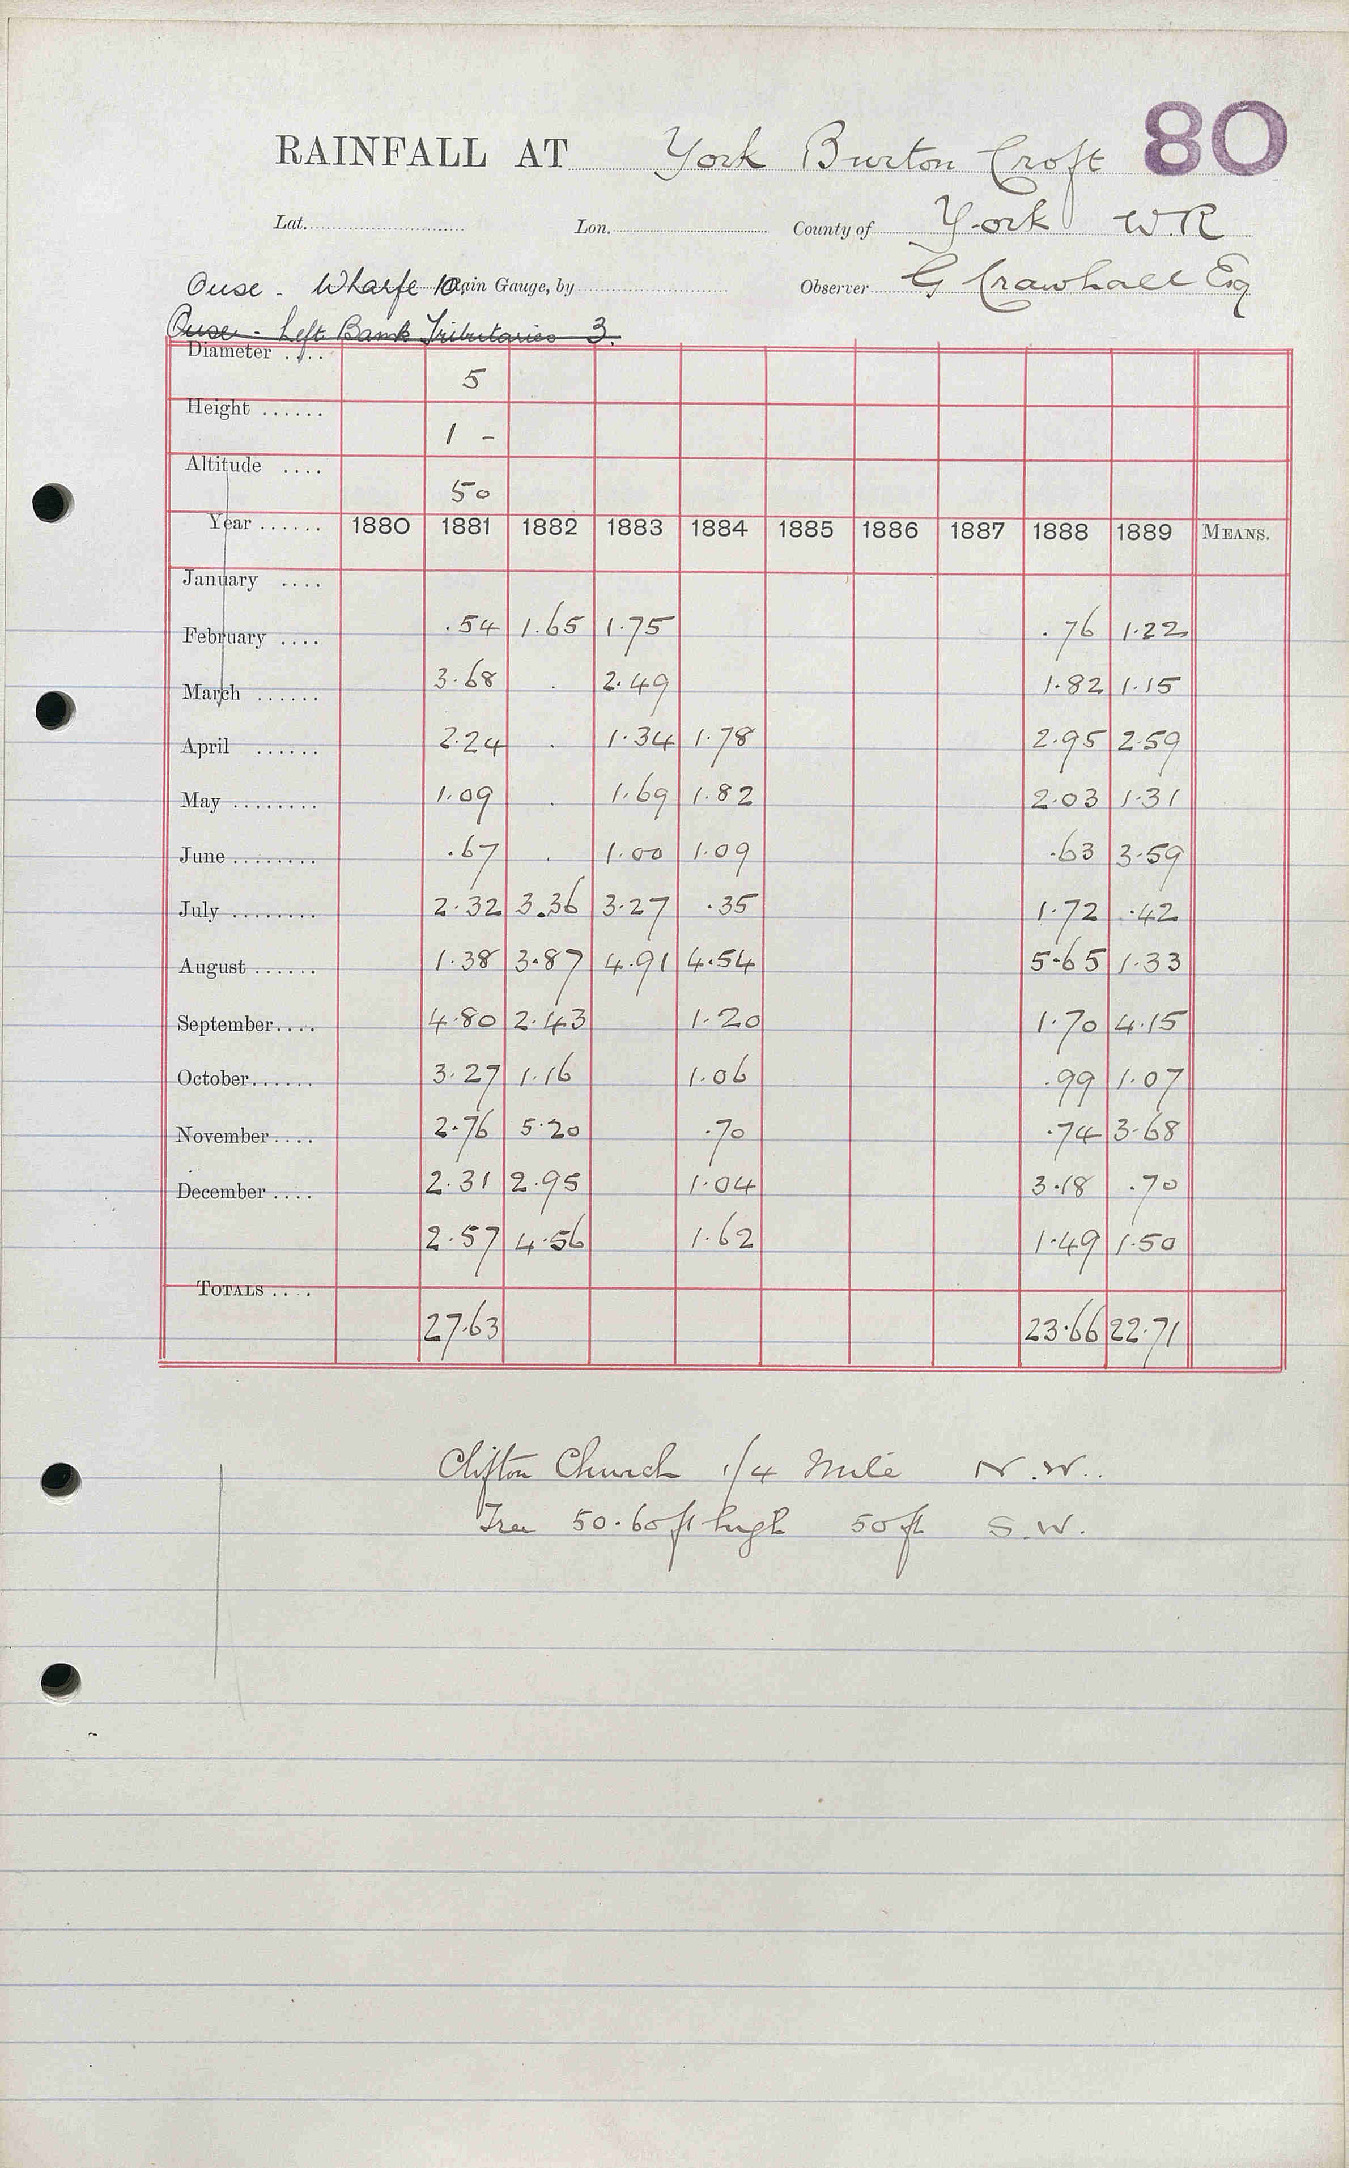 80
RAINFALL AT York Burton Croft
Lat. Lon. County of York W.R
Ouse - Wharfe 10. Rain Gauge, by Observer G Crawhall Esq
Ouse - Left Bank Tributaries 3.
Diameter .... 5
Height ...... 1 -
Altitude .... 50
Year ...... 1880 1881 1882 1883 1884 1885 1886 1887 1888 1889 MEANS.
January .... .54 1.65 1.75 .76 1.22
February .... 3.68 . 2.49 1.82 1.15
March ...... 2.24 . 1.34 1.78 2.95 2.59
April ...... 1.09 . 1.69 1.82 2.03 1.31
May ........ .67 . 1.00 1.09 .63 3.59
June ........ 2.32 3.36 3.27 .35 1.72 .42
July ........ 1.38 3.87 4.91 4.54 5.65 1.33
August ...... 4.80 2.43 1.20 1.70 4.15
September.... 3.27 1.16 1.06 .99 1.07
October...... 2.76 5.20 .70 .74 3.68
November.... 2.31 2.95 1.04 3.18 .70
December .... 2.57 4.56 1.62 1.49 1.50
TOTALS .... 27.63 23.66 22.71
Clifton Church 1/4 Mile N.W..
Tree 50.60ft high 50ft S.W.